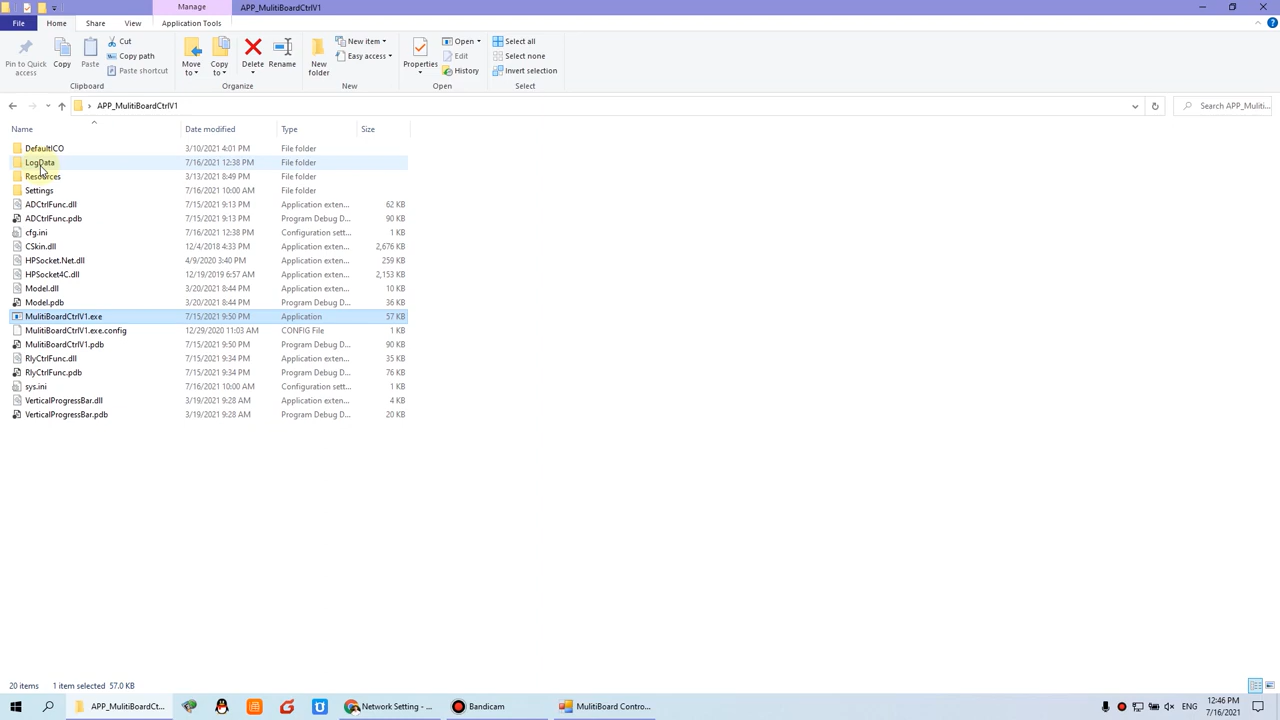 Manage
APP_MulitiBoardCtrlV1
File
Home
Share
View
Application Tools
Pin to Quick access
Copy
Paste
Cut
Copy path
Paste shortcut
Clipboard
Move to
Copy to
Delete
Rename
Organize
New folder
New item
Easy access
New
Properties
Open
Edit
History
Open
Select all
Select none
Invert selection
Select
APP_MulitiBoardCtrlV1
Search APP_Muliti...
Name Date modified Type Size
DefaultICO 3/10/2021 4:01 PM File folder
LogData 7/16/2021 12:38 PM File folder
Resources 3/13/2021 8:49 PM File folder
Settings 7/16/2021 10:00 AM File folder
ADCtrlFunc.dll 7/15/2021 9:13 PM Application exten... 62 KB
ADCtrlFunc.pdb 7/15/2021 9:13 PM Program Debug D... 90 KB
cfg.ini 7/16/2021 12:38 PM Configuration sett... 1 KB
CSkin.dll 12/4/2018 4:33 PM Application exten... 2,676 KB
HPSocket.Net.dll 4/9/2020 3:40 PM Application exten... 259 KB
HPSocket4C.dll 12/19/2019 6:57 AM Application exten... 2,153 KB
Model.dll 3/20/2021 8:44 PM Application exten... 10 KB
Model.pdb 3/20/2021 8:44 PM Program Debug D... 36 KB
MulitiBoardCtrlV1.exe 7/15/2021 9:50 PM Application 57 KB
MulitiBoardCtrlV1.exe.config 12/29/2020 11:03 AM CONFIG File 1 KB
MulitiBoardCtrlV1.pdb 7/15/2021 9:50 PM Program Debug D... 90 KB
RlyCtrlFunc.dll 7/15/2021 9:34 PM Application exten... 35 KB
RlyCtrlFunc.pdb 7/15/2021 9:34 PM Program Debug D... 76 KB
sys.ini 7/16/2021 10:00 AM Configuration sett... 1 KB
VerticalProgressBar.dll 3/19/2021 9:28 AM Application exten... 4 KB
VerticalProgressBar.pdb 3/19/2021 9:28 AM Program Debug D... 20 KB
20 items 1 item selected 57.0 KB
APP_MulitiBoardCt...
Network Setting - ...
Bandicam
MulitiBoard Contro...
ENG
12:46 PM
7/16/2021